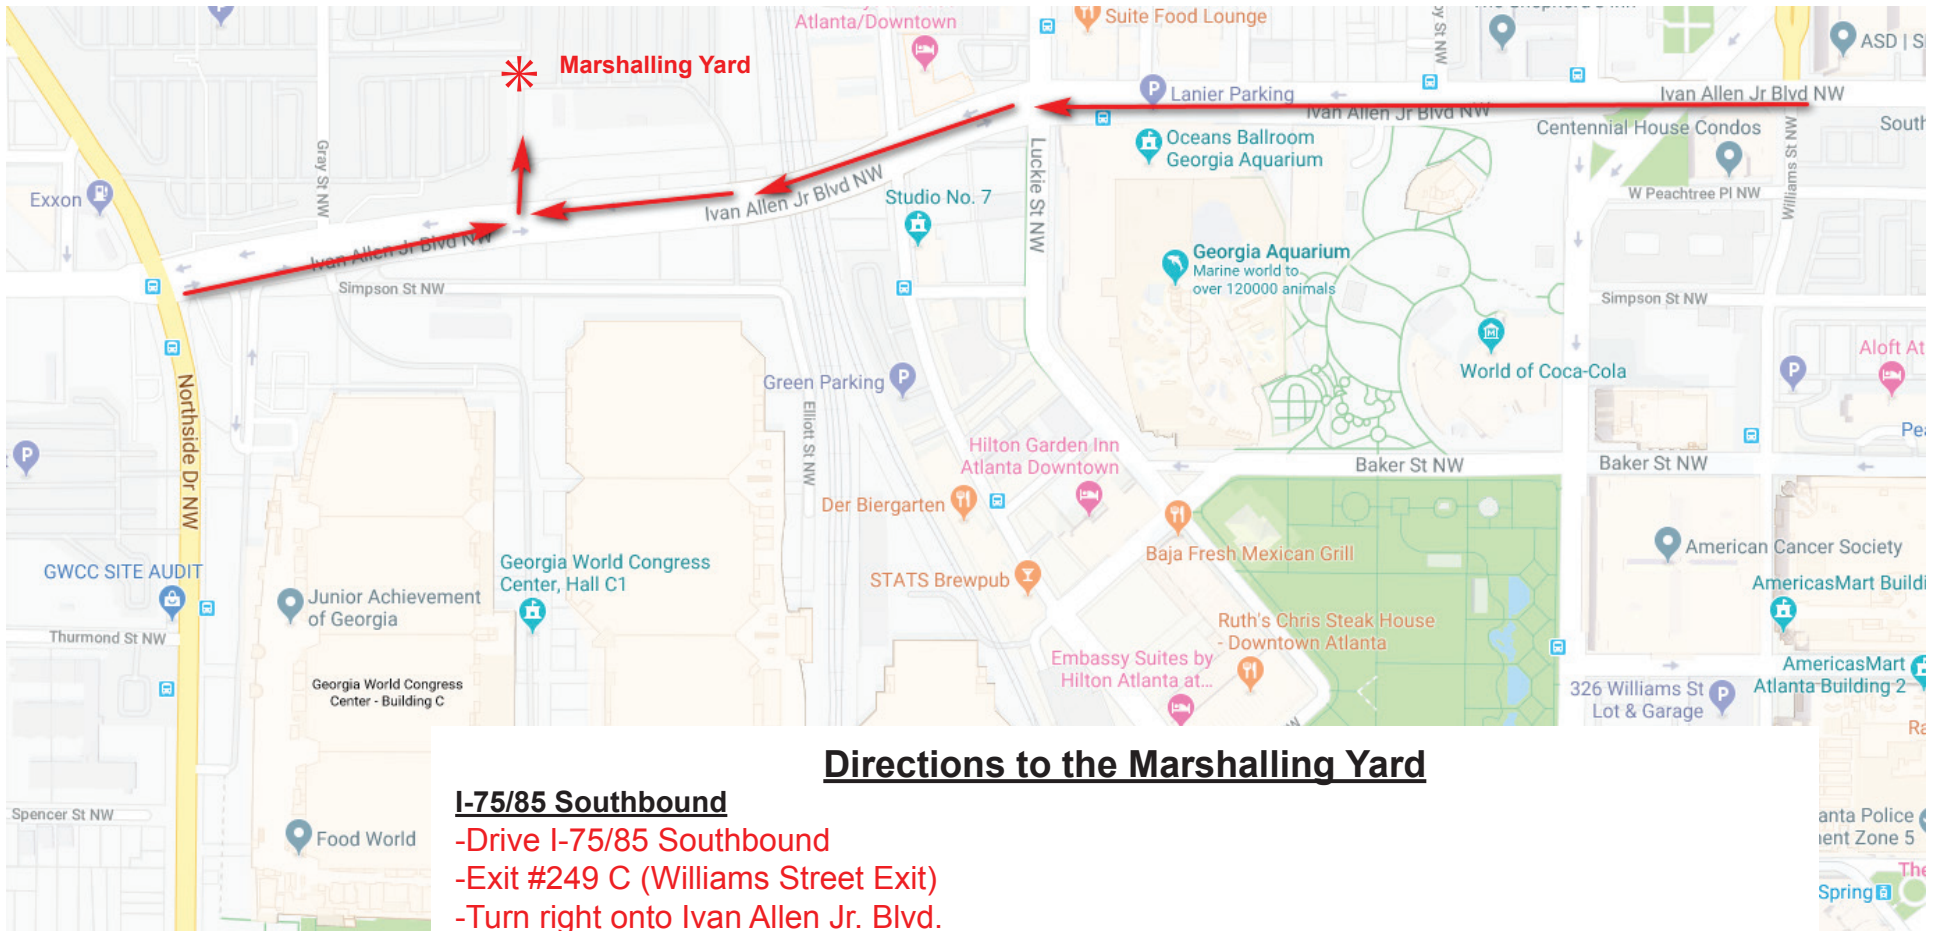 Atlanta/Downtown
Suite Food Lounge
ASD | S
Marshalling Yard
Lanier Parking
Ivan Allen Jr Blvd NW
Ivan Allen Jr Blvd NW
Centennial House Condos
South
Oceans Ballroom
Georgia Aquarium
Gray St NW
Luckie St NW
Williams St NW
W Peachtree Pl NW
Exxon
Studio No. 7
Ivan Allen Jr Blvd NW
Ivan Allen Jr Blvd NW
Georgia Aquarium
Marine world to
over 120000 animals
Simpson St NW
Simpson St NW
World of Coca-Cola
Aloft At
Green Parking
Northside Dr NW
Elliott St NW
Hilton Garden Inn
Atlanta Downtown
Pea
Baker St NW
Baker St NW
Der Biergarten
Baja Fresh Mexican Grill
American Cancer Society
Georgia World Congress
Center, Hall C1
GWCC SITE AUDIT
STATS Brewpub
AmericasMart Buildi
Junior Achievement
of Georgia
Ruth's Chris Steak House
- Downtown Atlanta
Thurmond St NW
Embassy Suites by
Hilton Atlanta at...
AmericasMart
Atlanta Building 2
Georgia World Congress
Center - Building C
326 Williams St
Lot & Garage
Ra
Directions to the Marshalling Yard
I-75/85 Southbound
-Drive I-75/85 Southbound
-Exit #249 C (Williams Street Exit)
-Turn right onto Ivan Allen Jr. Blvd.
Spencer St NW
Food World
anta Police
ent Zone 5
The
Spring